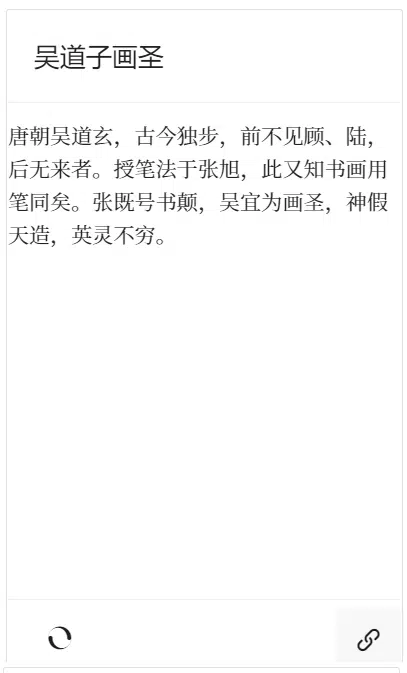 吴道子画圣
唐朝吴道玄，古今独步，前不见顾、陆，
后无来者。授笔法于张旭，此又知书画用
笔同矣。张既号书颠，吴宜为画圣，神假
天造，英灵不穷。